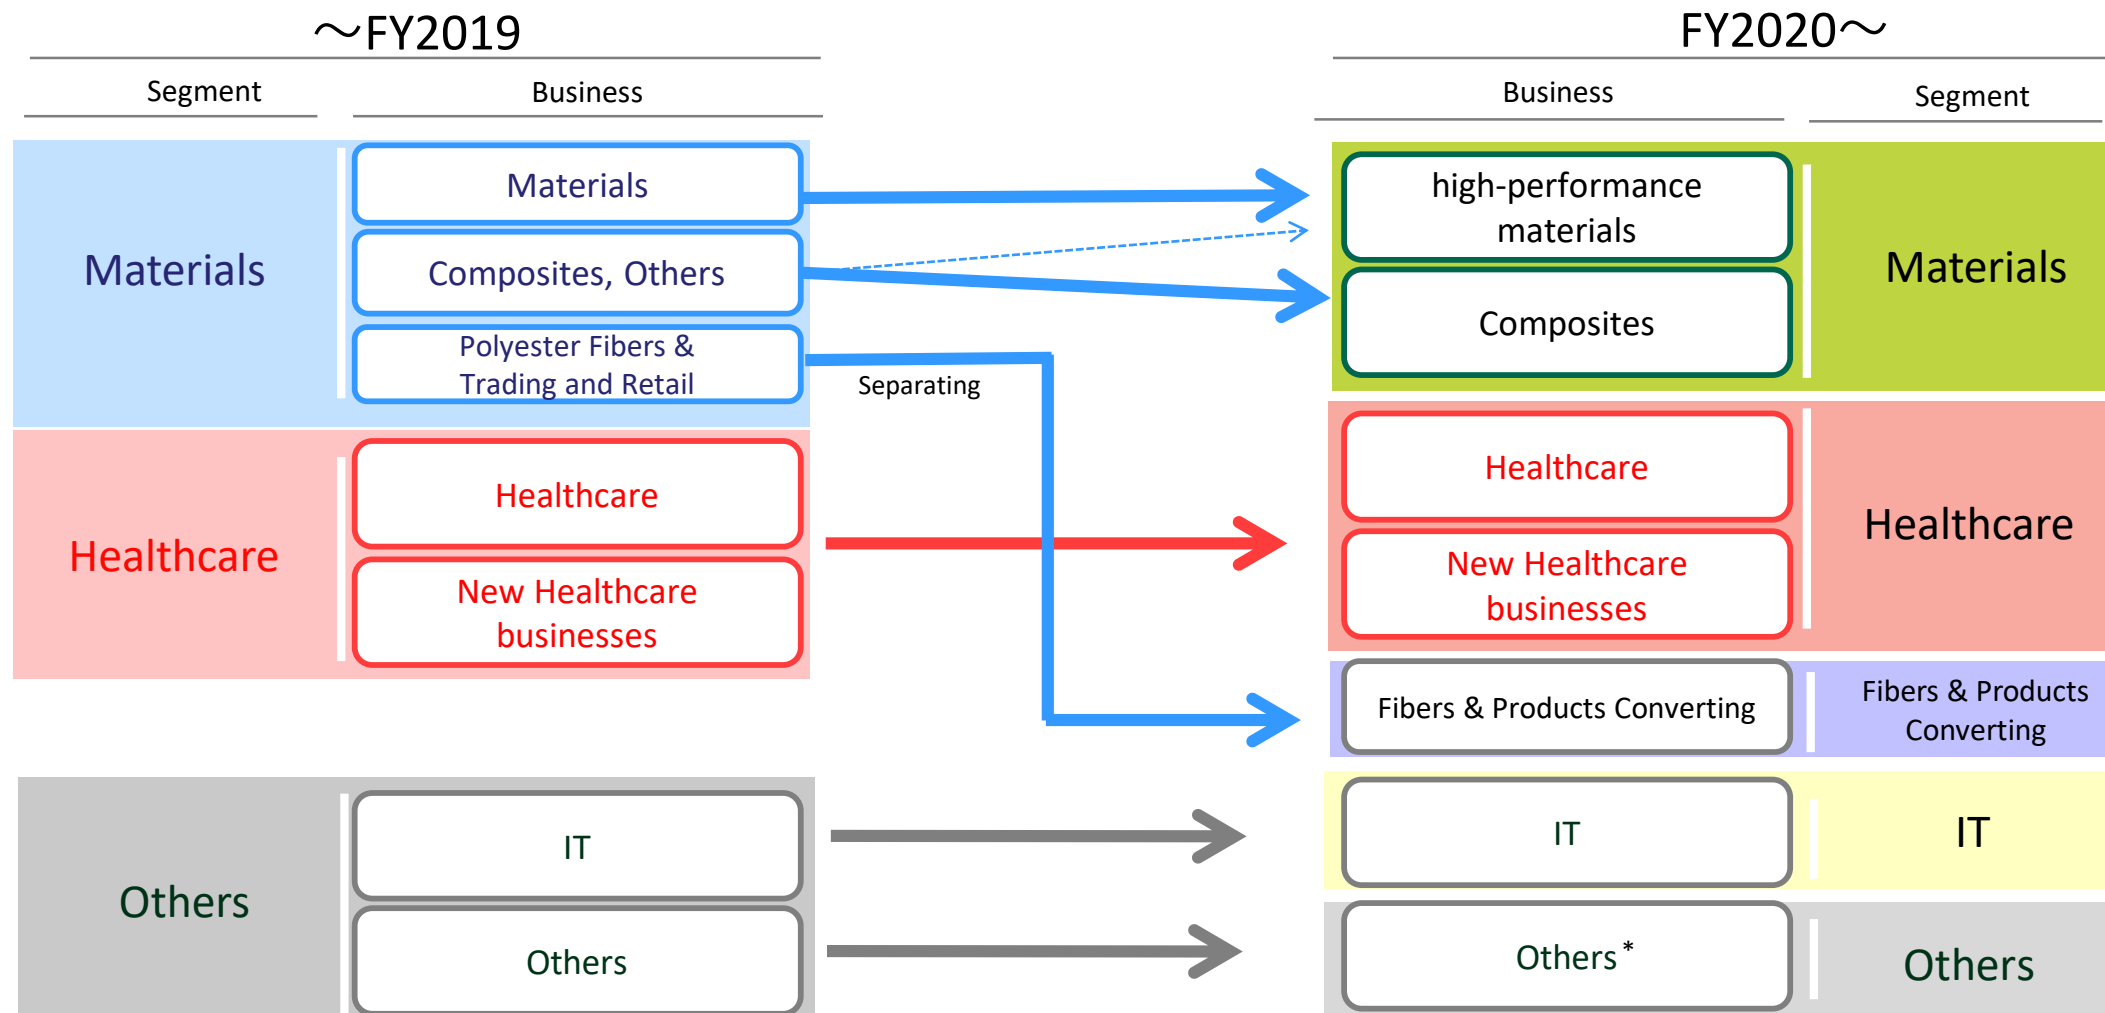 ～FY2019
FY2020～
Segment
Business
Business
Segment
Materials
Materials
Composites, Others
Polyester Fibers &
Trading and Retail
Separating
high-performance
materials
Composites
Materials
Healthcare
Healthcare
New Healthcare
businesses
Healthcare
New Healthcare
businesses
Healthcare
Fibers & Products Converting
Fibers & Products
Converting
Others
IT
Others
IT
IT
Others*
Others